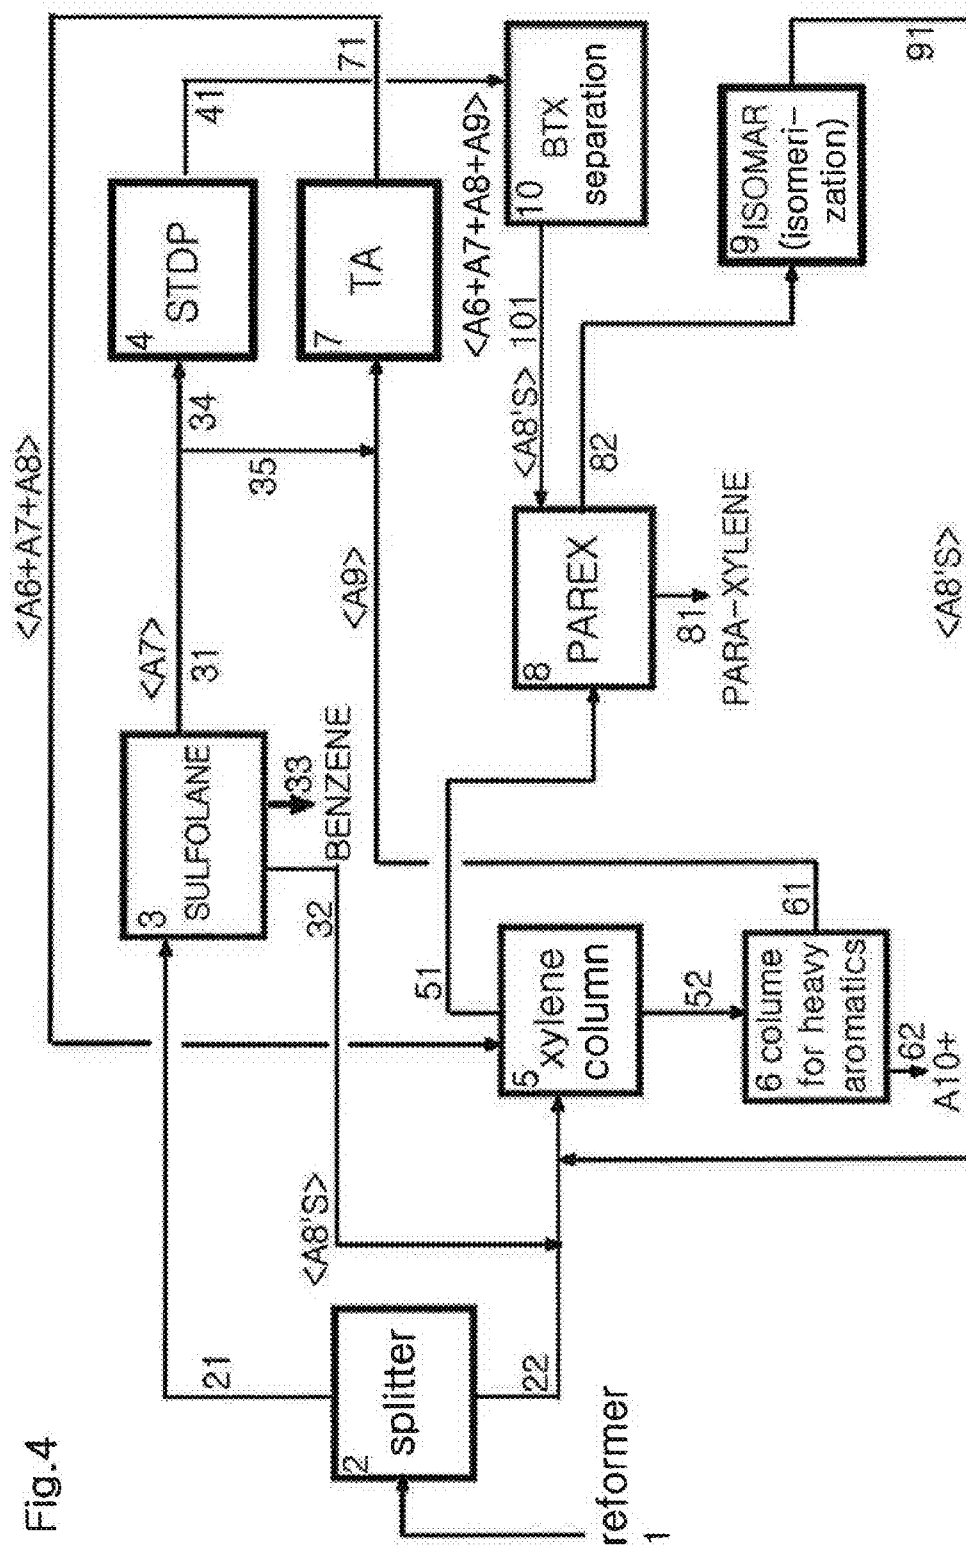 Fig.4
<A6+A7+A8>
<A7>
31
34
41
71
21
3
SULFOLANE
4
STDP
35
7
TA
32
33
BENZENE
<A9>
<A8'S>
<A6+A7+A8+A9>
2
splitter
22
reformer
1
51
5
xylene
column
52
61
6 colume
for heavy
aromatics
62
A10+
8
PAREX
81
PARA-XYLENE
82
<A8'S> 101
10
BTX
separation
9 ISOMAR
(isomeri-
zation)
91
<A8'S>